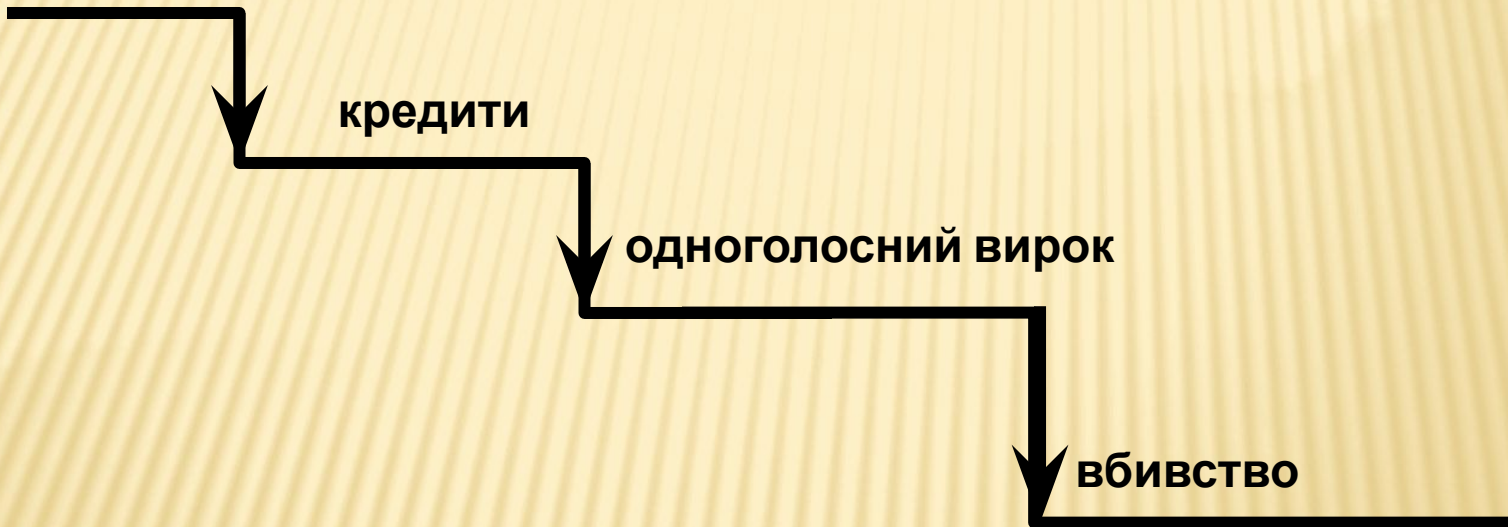 кредити
одноголосний вирок
вбивство